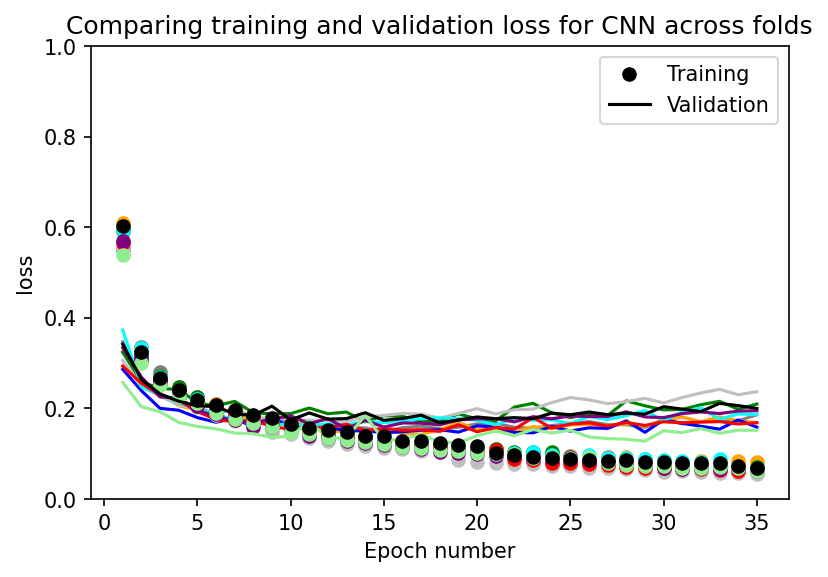 Comparing training and validation loss for CNN across folds
1.0
0.8
0.6
0.4
0.2
0.0
loss
Training
Validation
0 5 10 15 20 25 30 35
Epoch number